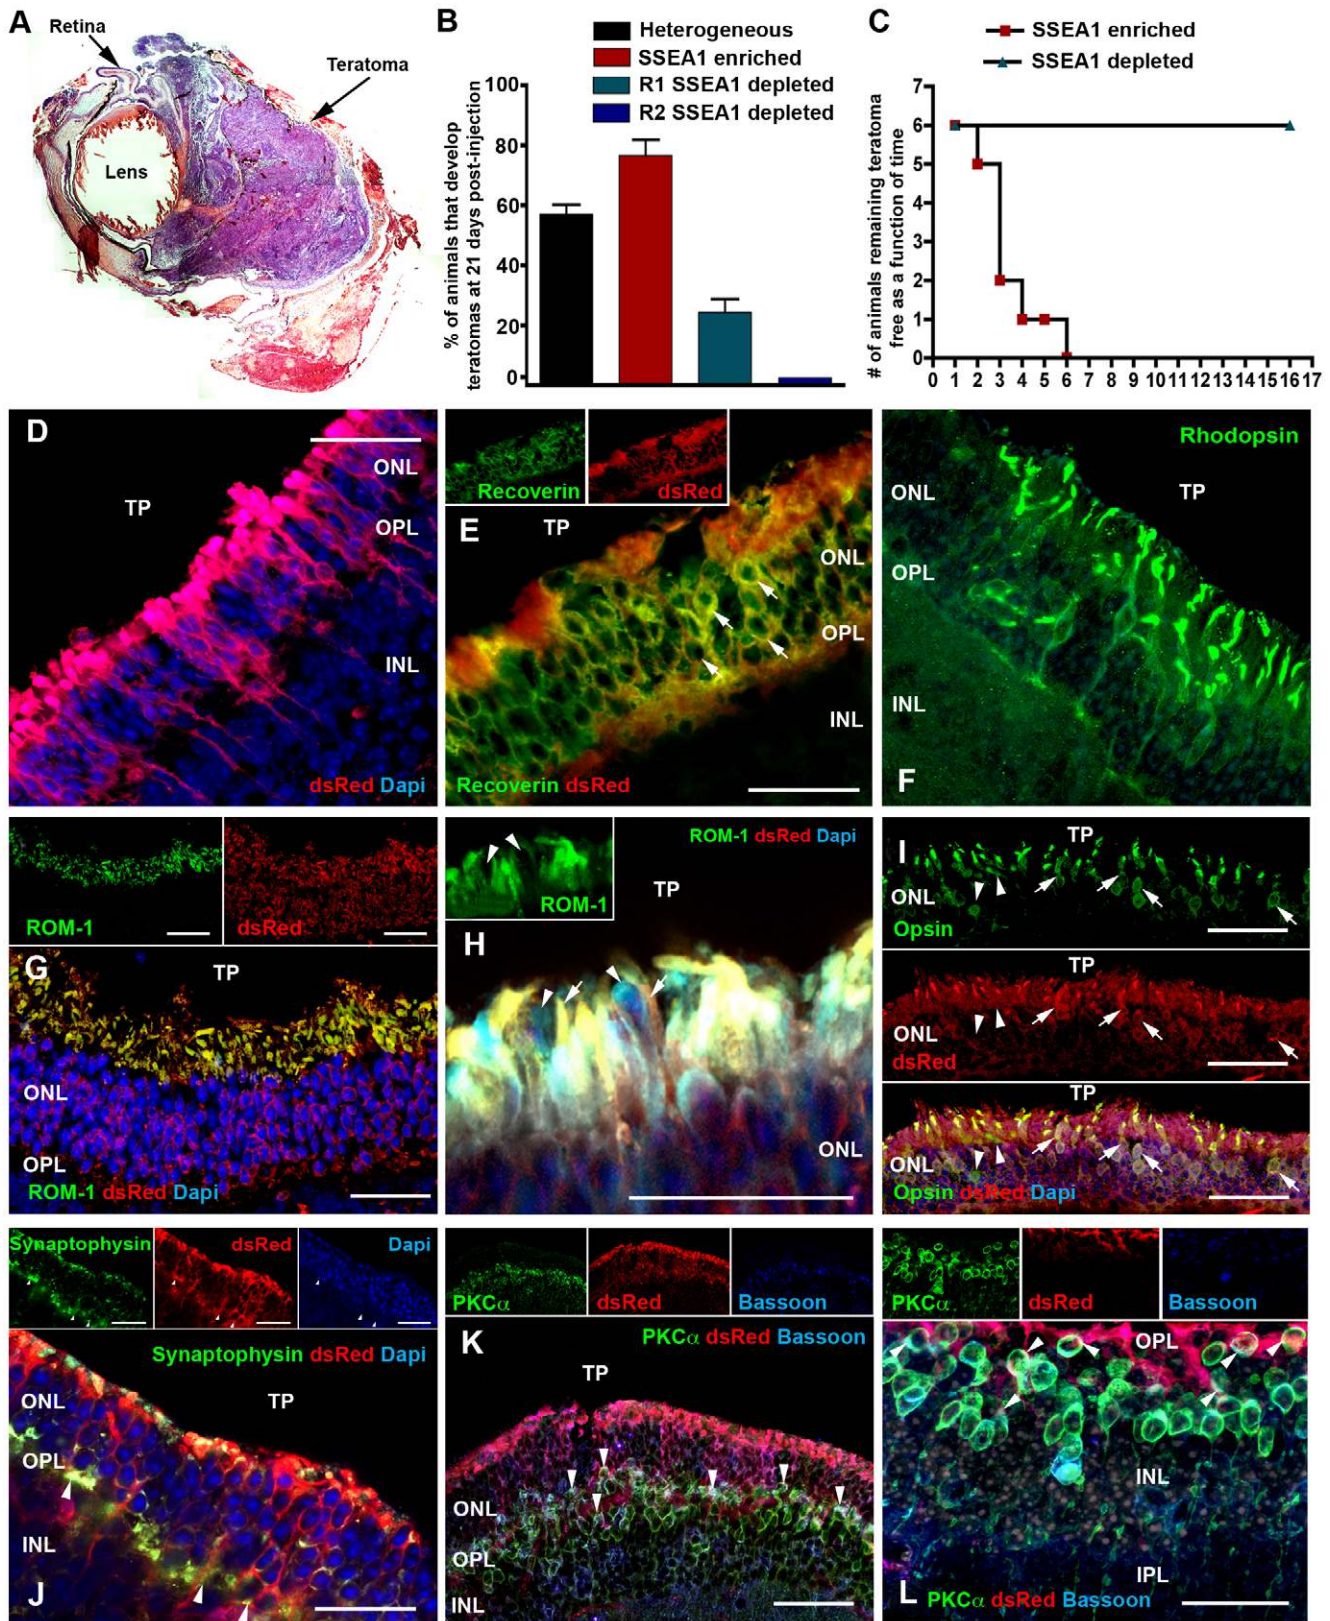 A
Retina
Teratoma
Lens
B
Heterogeneous
SSEA1 enriched
R1 SSEA1 depleted
R2 SSEA1 depleted
% of animals that develop
teratomas at 21 days post-injection
100
80
60
40
20
0
C
SSEA1 enriched
SSEA1 depleted
# of animals remaining teratoma
free as a function of time
7
6
5
4
3
2
1
0
0 1 2 3 4 5 6 7 8 9 10 11 12 13 14 15 16 17
D
TP
ONL
OPL
INL
dsRed Dapi
Recoverin
dsRed
E
TP
ONL
OPL
INL
Recoverin dsRed
Rhodopsin
ONL
TP
OPL
INL
F
ROM-1
dsRed
G
TP
ONL
OPL
ROM-1 dsRed Dapi
ROM-1
ROM-1 dsRed Dapi
TP
H
ONL
I
TP
ONL
Opsin
TP
ONL
dsRed
TP
ONL
Opsin dsRed Dapi
Synaptophysin
dsRed
Dapi
Synaptophysin dsRed Dapi
TP
ONL
OPL
INL
J
PKCα
dsRed
Bassoon
K
PKCα dsRed Bassoon
TP
ONL
OPL
INL
PKCα
dsRed
Bassoon
OPL
INL
IPL
L
PKCα dsRed Bassoon